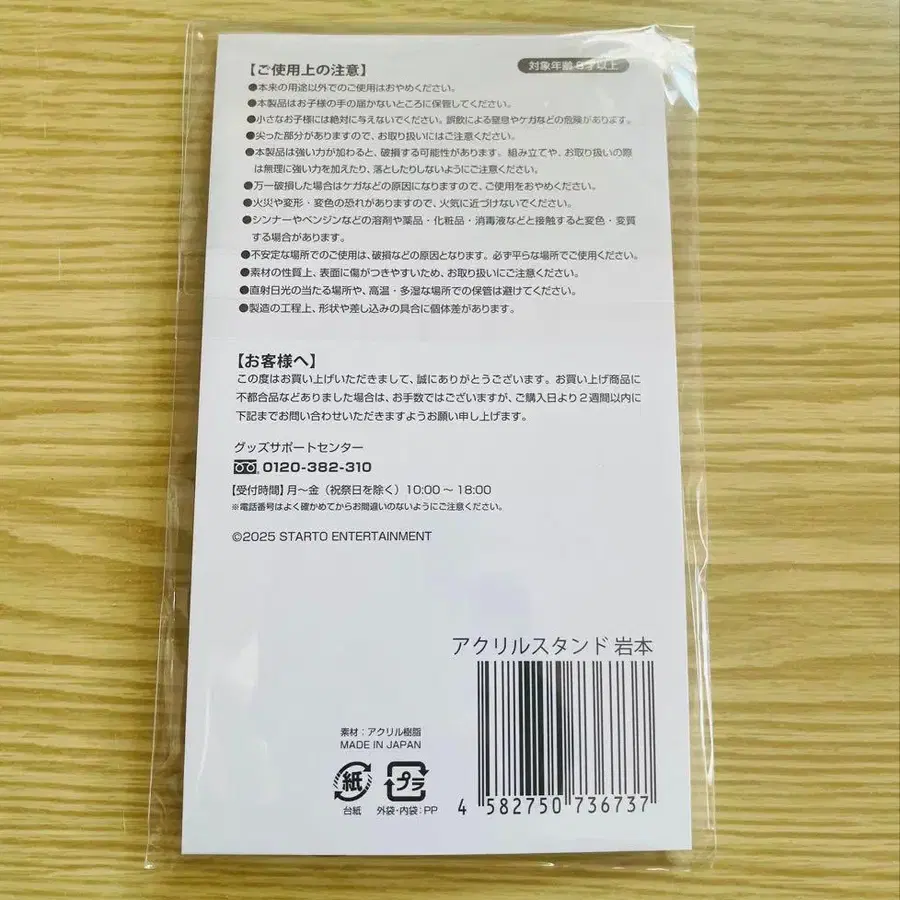 【ご使用上の注意】
対象年齢 8才以上
●本来の用途以外でのご使用はおやめください。
●本製品はお子様の手の届かないところに保管してください。
●小さなお子様には絶対に与えないでください。誤飲による窒息やケガなどの危険があります。
●尖った部分がありますので、お取り扱いにはご注意ください。
●本製品は強い力が加わると、破損する可能性があります。組み立てや、お取り扱いの際
は無理に強い力を加えたり、落としたりしないようにご注意ください。
●万一破損した場合はケガなどの原因になりますので、ご使用をおやめください。
●火災や変形・変色の恐れがありますので、火気に近づけないでください。
●シンナーやベンジンなどの溶剤や薬品・化粧品・消毒液などと接触すると変色・変質
する場合があります。
●不安定な場所でのご使用は、破損などの原因となります。必ず平らな場所でご使用ください。
●素材の性質上、表面に傷がつきやすいため、お取り扱いにご注意ください。
●直射日光の当たる場所や、高温・多湿な場所での保管は避けてください。
●製造の工程上、形状や差し込みの具合に個体差があります。
【お客様へ】
この度はお買い上げいただきまして、誠にありがとうございます。お買い上げ商品に
不都合品などありました場合は、お手数ではございますが、ご購入日より2週間以内に
下記までお問い合わせいただきますようお願い申し上げます。
グッズサポートセンター
0120-382-310
【受付時間】月〜金（祝祭日を除く）10:00〜18:00
※電話番号はよく確かめてからお間違いのないようにご注意ください。
©2025 STARTO ENTERTAINMENT
アクリルスタンド 岩本
素材：アクリル樹脂
MADE IN JAPAN
紙
プラ
台紙
外袋・内袋：PP
4 582750 736737